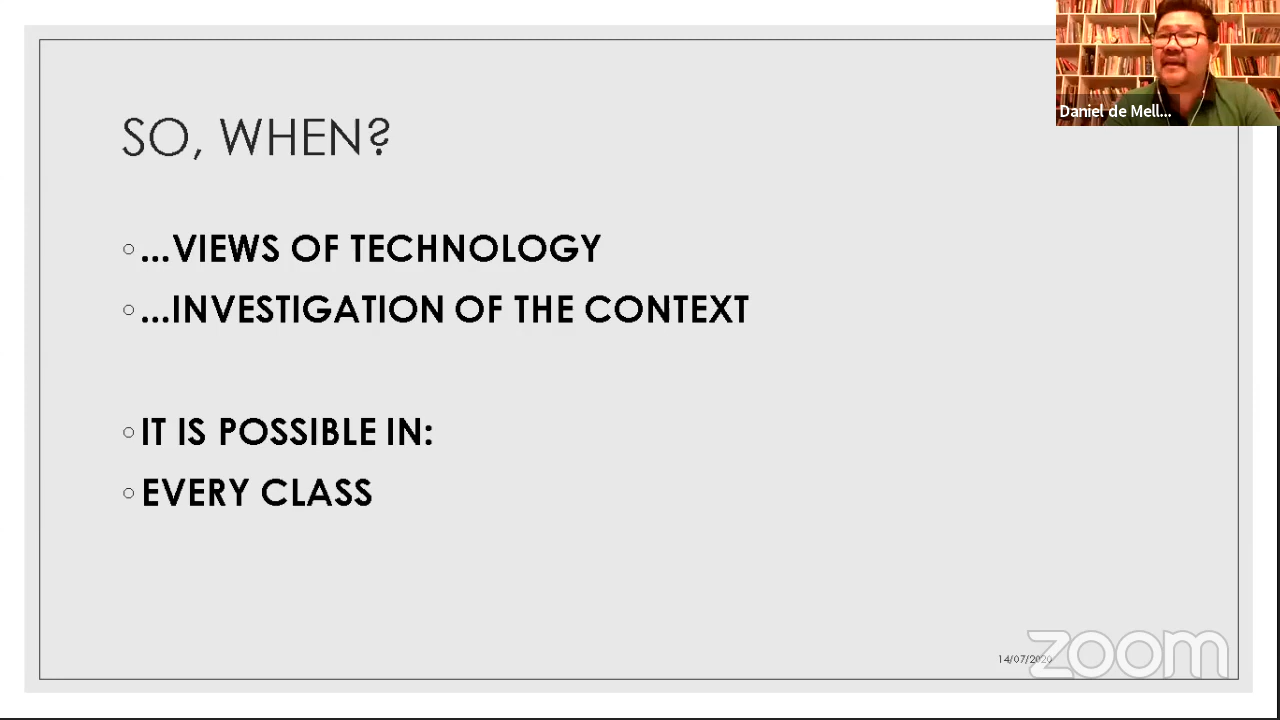 Daniel de Mell...
SO, WHEN?
...VIEWS OF TECHNOLOGY
...INVESTIGATION OF THE CONTEXT
IT IS POSSIBLE IN:
EVERY CLASS
14/07/2020
zoom